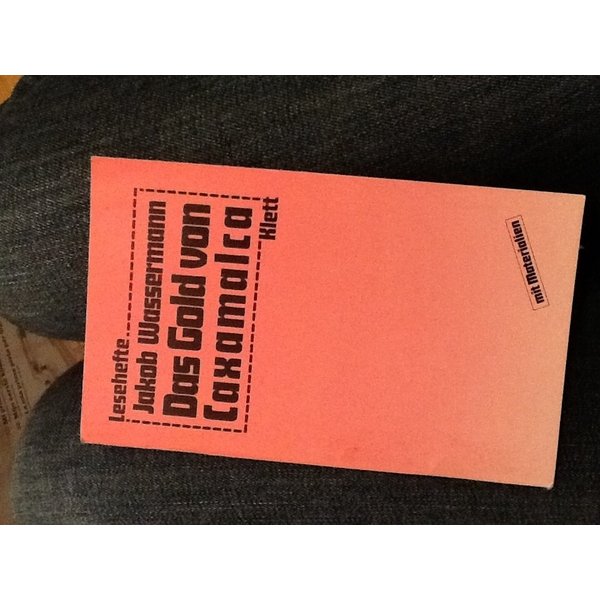 Lesehefte
Jakob Wassermann
Das Gold von
Caxamalca
Klett
mit Materialien